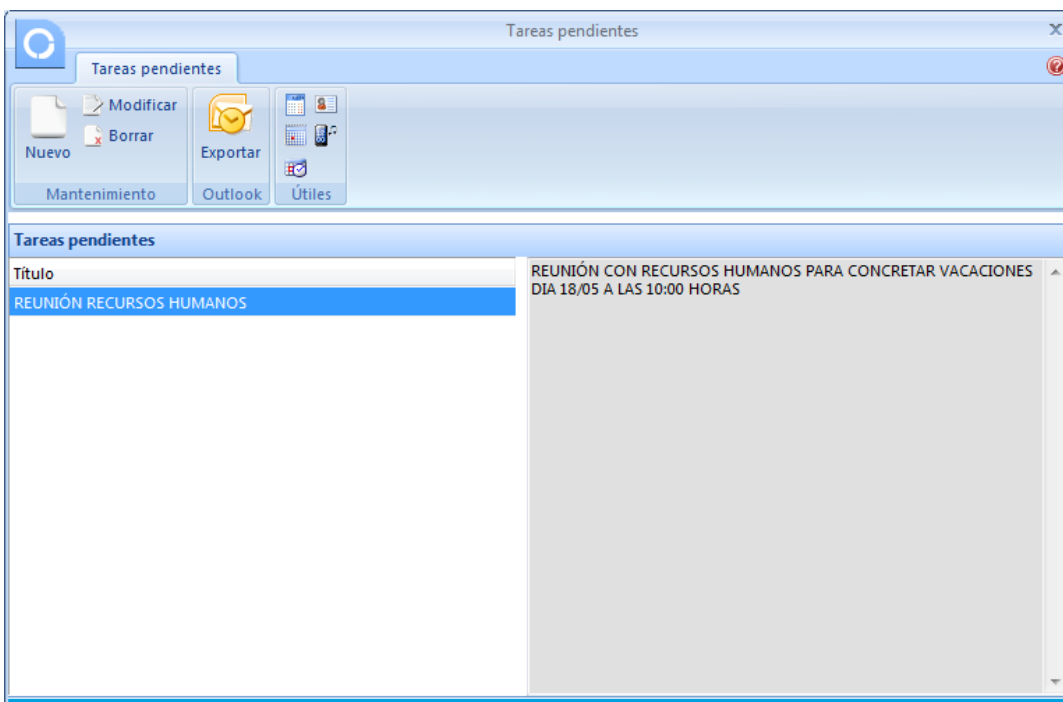 Tareas pendientes
Tareas pendientes
Modificar
Borrar
Nuevo
Exportar
Mantenimiento
Outlook
Útiles
Tareas pendientes
Título
REUNIÓN RECURSOS HUMANOS
REUNIÓN CON RECURSOS HUMANOS PARA CONCRETAR VACACIONES
DIA 18/05 A LAS 10:00 HORAS